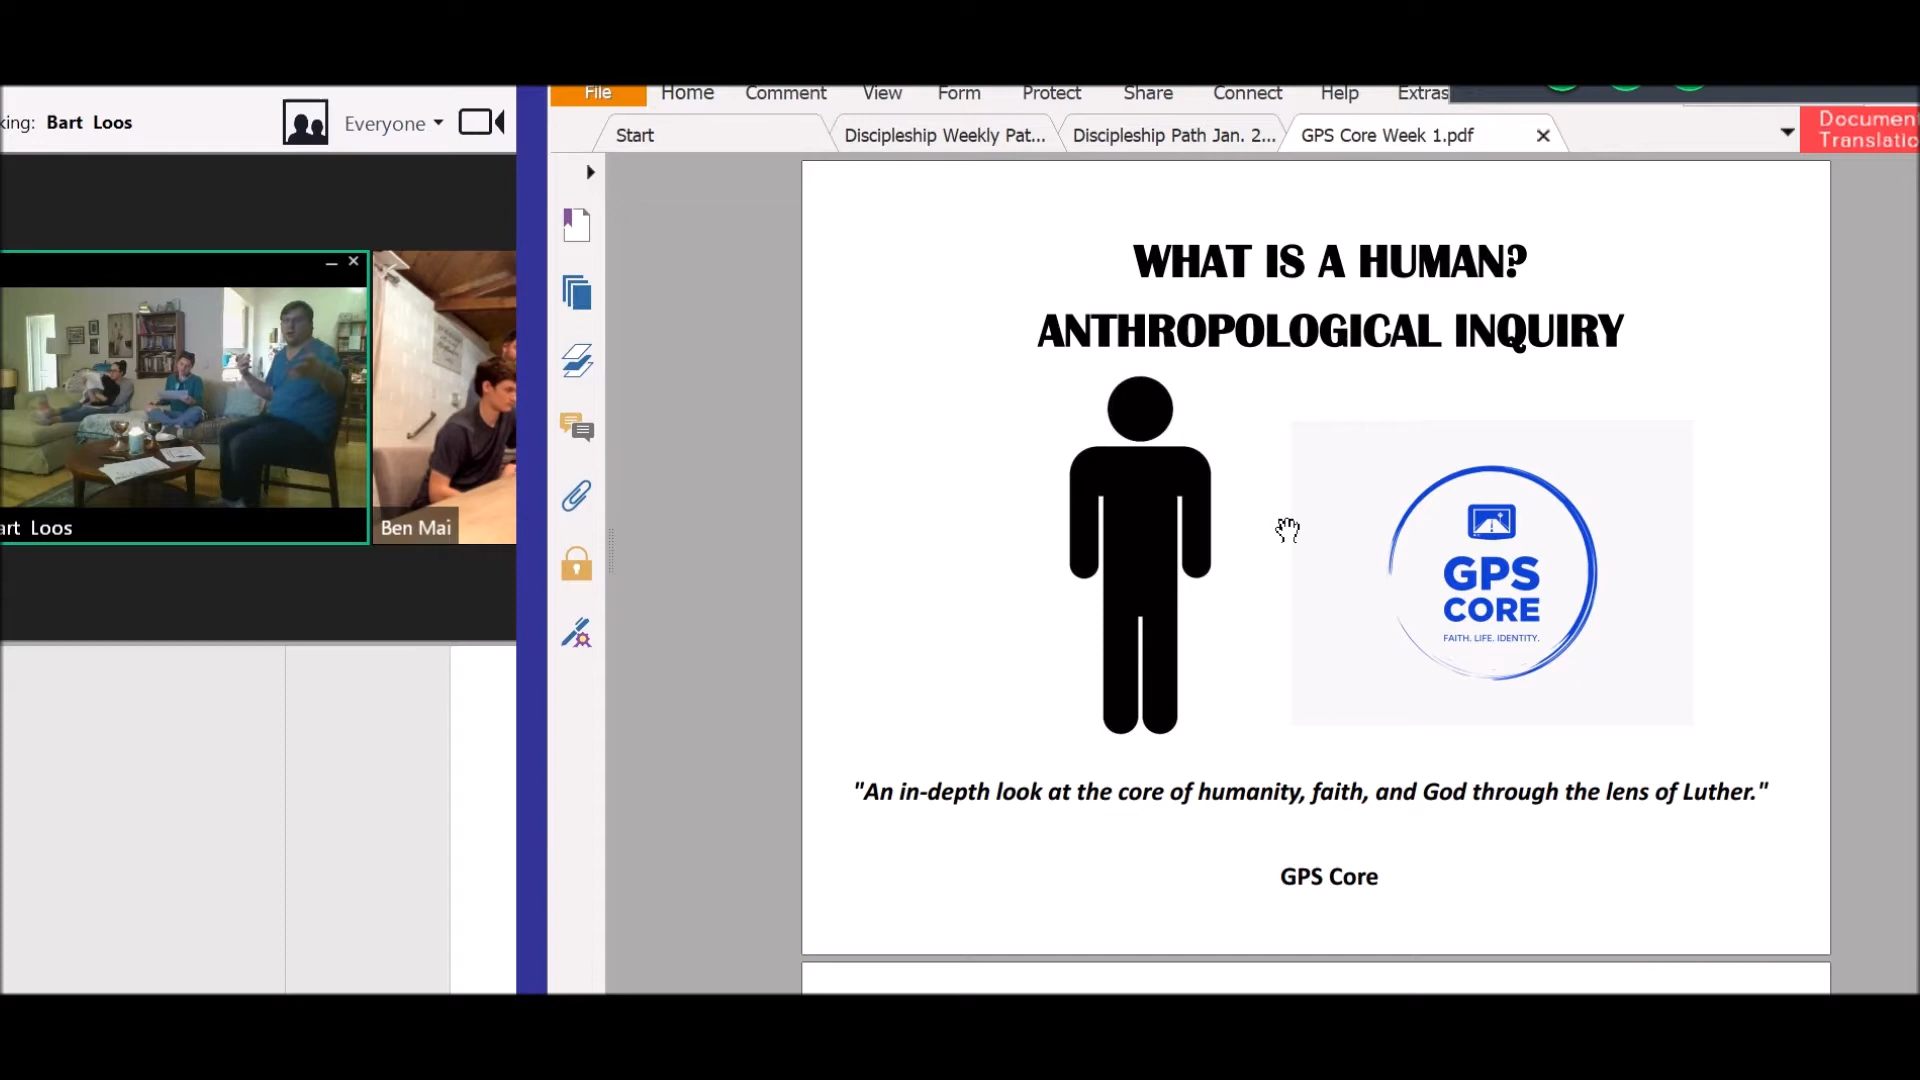 king: Bart Loos
Everyone
art Loos
Ben Mai
File Home Comment View Form Protect Share Connect Help Extras
Start
Discipleship Weekly Pat...
Discipleship Path Jan. 2...
GPS Core Week 1.pdf
Document
Translatio
WHAT IS A HUMAN?
ANTHROPOLOGICAL INQUIRY
GPS
CORE
FAITH. LIFE. IDENTITY.
"An in-depth look at the core of humanity, faith, and God through the lens of Luther."
GPS Core